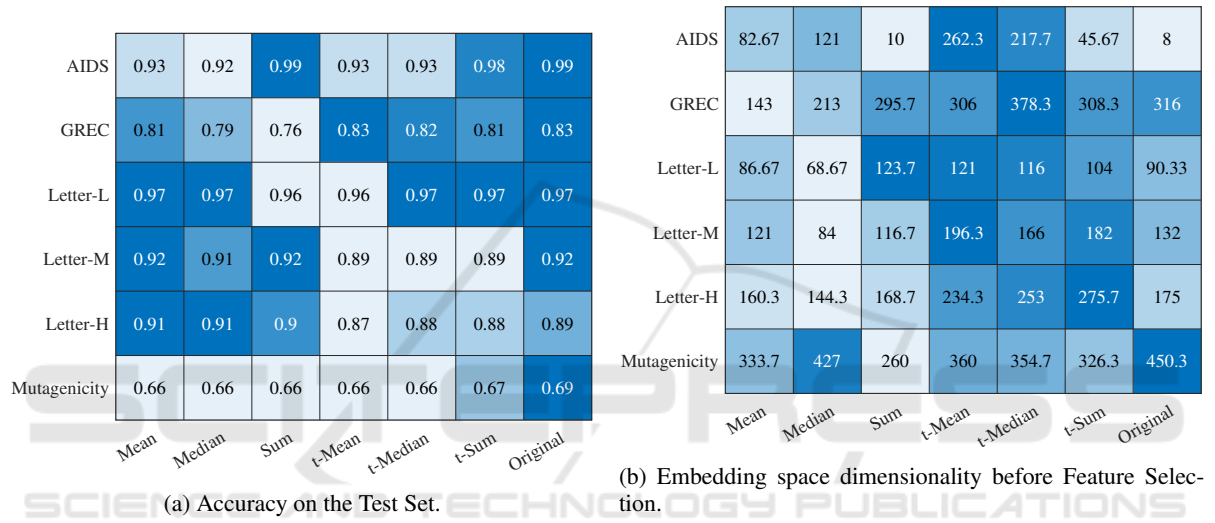 AIDS 0.93 0.92 0.99 0.93 0.93 0.98 0.99
GREC 0.81 0.79 0.76 0.83 0.82 0.81 0.83
Letter-L 0.97 0.97 0.96 0.96 0.97 0.97 0.97
Letter-M 0.92 0.91 0.92 0.89 0.89 0.89 0.92
Letter-H 0.91 0.91 0.9 0.87 0.88 0.88 0.89
Mutagenicity 0.66 0.66 0.66 0.66 0.66 0.67 0.69
Mean Median Sum t-Mean t-Median t-Sum Original
(a) Accuracy on the Test Set.
AIDS 82.67 121 10 262.3 217.7 45.67 8
GREC 143 213 295.7 306 378.3 308.3 316
Letter-L 86.67 68.67 123.7 121 116 104 90.33
Letter-M 121 84 116.7 196.3 166 182 132
Letter-H 160.3 144.3 168.7 234.3 253 275.7 175
Mutagenicity 333.7 427 260 360 354.7 326.3 450.3
Mean Median Sum t-Mean t-Median t-Sum Original
(b) Embedding space dimensionality before Feature Selec-
tion.
SCITEPRESS
SCIENCE AND TECHNOLOGY PUBLICATIONS